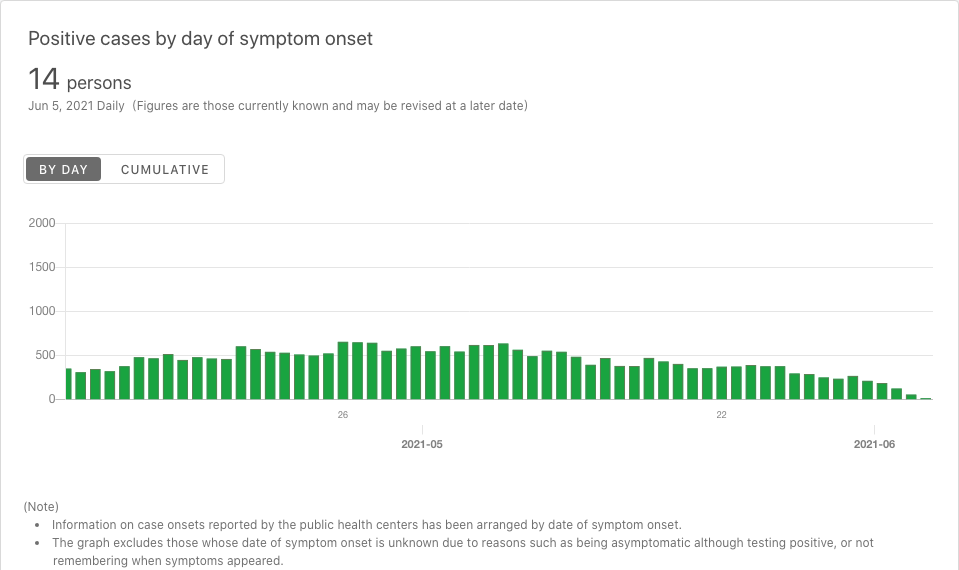 Positive cases by day of symptom onset
14 persons
Jun 5, 2021 Daily (Figures are those currently known and may be revised at a later date)
BY DAY CUMULATIVE
2000
1500
1000
500
0
26 22
2021-05 2021-06
(Note)
• Information on case onsets reported by the public health centers has been arranged by date of symptom onset.
• The graph excludes those whose date of symptom onset is unknown due to reasons such as being asymptomatic although testing positive, or not
remembering when symptoms appeared.